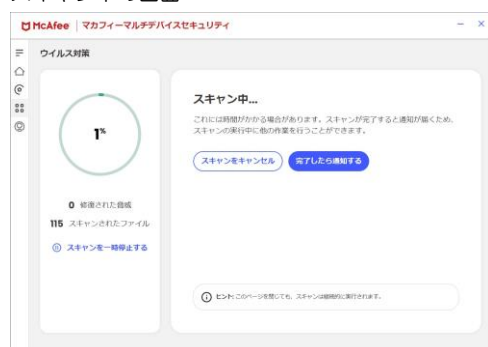 McAfee | マカフィーマルチデバイスセキュリティ
ウイルス対策
1%
0 修復された脅威
115 スキャンされたファイル
スキャンを一時停止する
スキャン中...
これには時間がかかる場合があります。スキャンが完了すると通知が届くため、
スキャンの実行中に他の作業を行うことができます。
スキャンをキャンセル
完了したら通知する
ヒント: このページを閉じても、スキャンは継続的に実行されます。